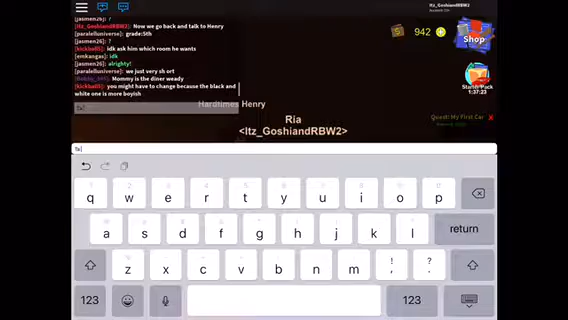 [jasmen26]: ?
[Itz_GoshiandRBW2]: Now we go back and talk to Henry
[paralelluniverse]: grade:5th
[jasmen26]: ?
[kickball5]: idk ask him which room he wants
[emkangas]: idk
[jasmen26]: alrighty!
[paralelluniverse]: we just very sh ort
Mommy is the diner weady
[kickball5]: you might have to change because the black and white one is more boyish
Itz_GoshiandRBW2
942
Shop
Starter Pack
1:37:23
Hardtimes Henry
Ria
<Itz_GoshiandRBW2>
Quest: My First Car
X
q w e r t y u i o p
a s d f g h j k l return
z x c v b n m ! , ? .
123 123